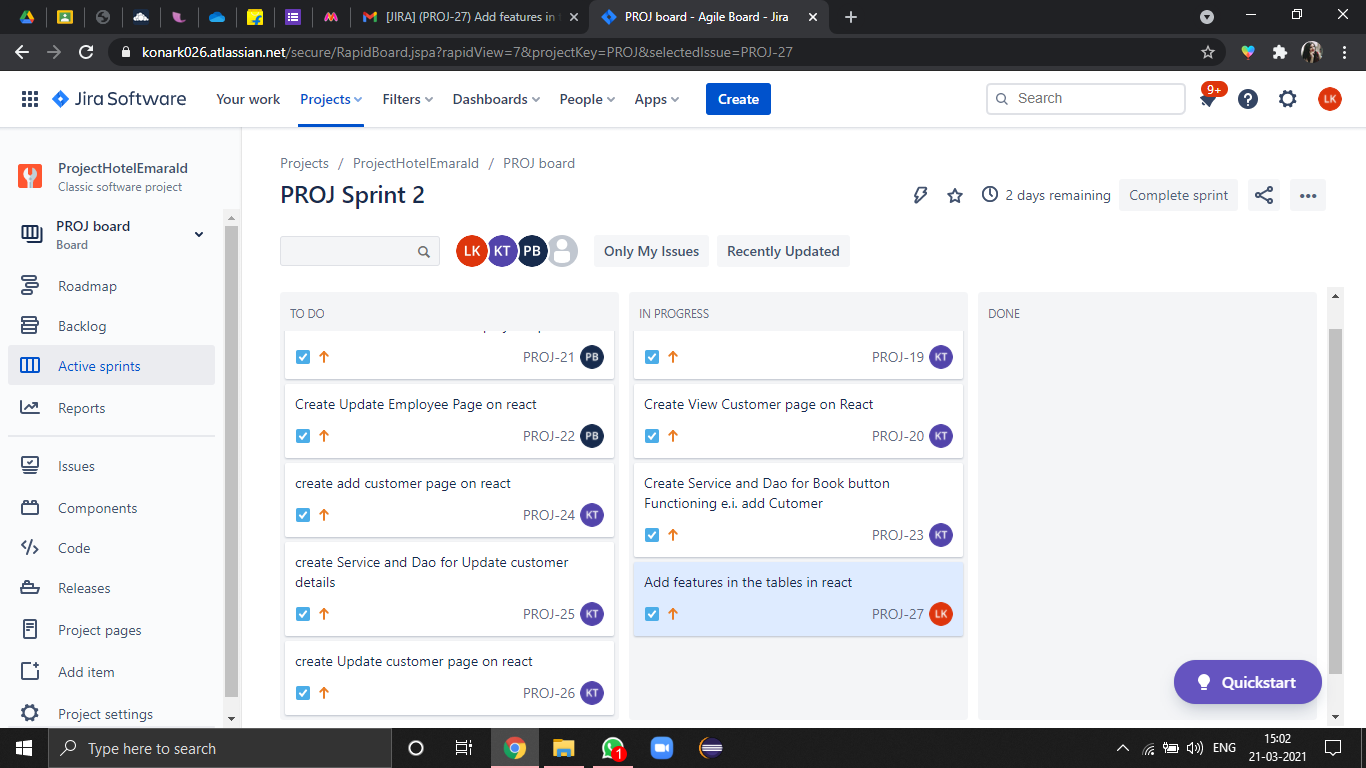 [JIRA] (PROJ-27) Add features in t
PROJ board - Agile Board - Jira
konark026.atlassian.net/secure/RapidBoard.jspa?rapidView=7&projectKey=PROJ&selectedIssue=PROJ-27
Jira Software
Your work
Projects
Filters
Dashboards
People
Apps
Create
Search
9+
LK
ProjectHotelEmarald
Classic software project
PROJ board
Board
Roadmap
Backlog
Active sprints
Reports
Issues
Components
Code
Releases
Project pages
Add item
Project settings
Projects / ProjectHotelEmarald / PROJ board
PROJ Sprint 2
2 days remaining
Complete sprint
LK KT PB
Only My Issues
Recently Updated
TO DO
PROJ-21 PB
Create Update Employee Page on react
PROJ-22 PB
create add customer page on react
PROJ-24 KT
create Service and Dao for Update customer
details
PROJ-25 KT
create Update customer page on react
PROJ-26 KT
IN PROGRESS
PROJ-19 KT
Create View Customer page on React
PROJ-20 KT
Create Service and Dao for Book button
Functioning e.i. add Cutomer
PROJ-23 KT
Add features in the tables in react
PROJ-27 LK
DONE
Quickstart
Type here to search
1
ENG
15:02
21-03-2021